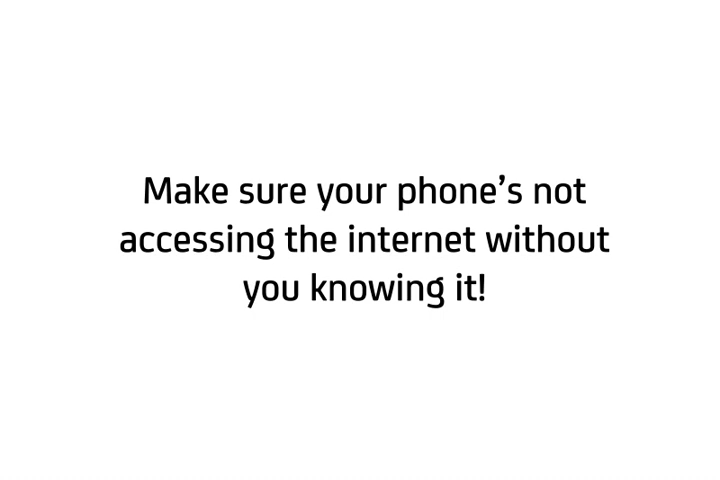 Make sure your phone’s not
accessing the internet without
you knowing it!